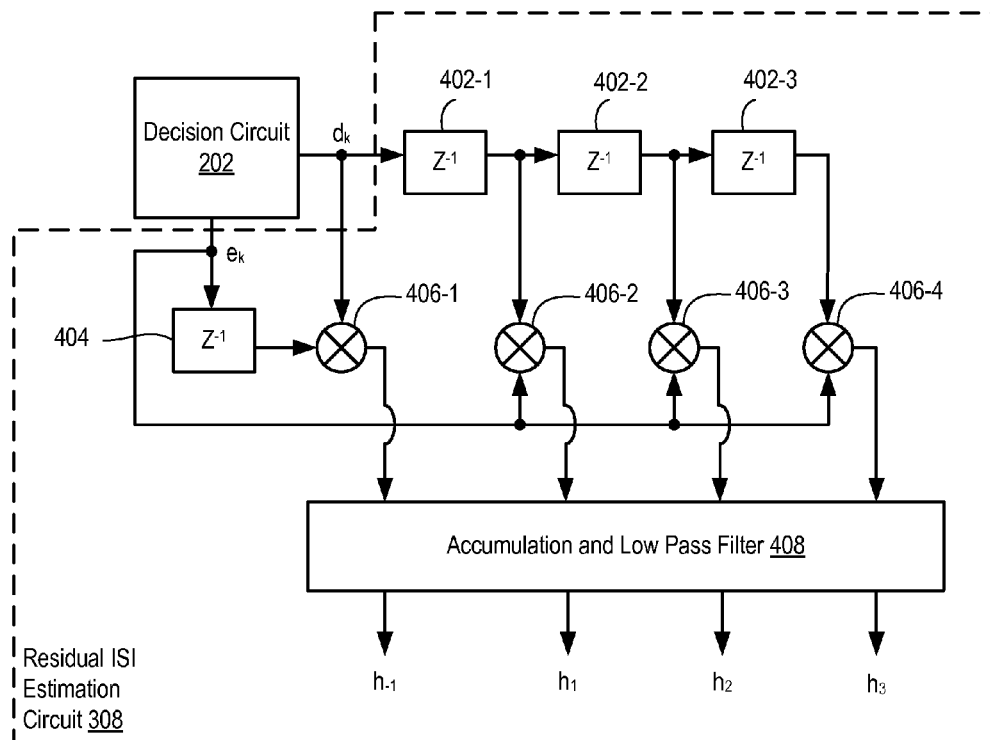 402-1
402-2
402-3
Decision Circuit
202
dₖ
Z⁻¹
Z⁻¹
Z⁻¹
eₖ
406-1
406-2
406-3
406-4
404
Z⁻¹
Accumulation and Low Pass Filter 408
Residual ISI
Estimation
Circuit 308
h₋₁
h₁
h₂
h₃